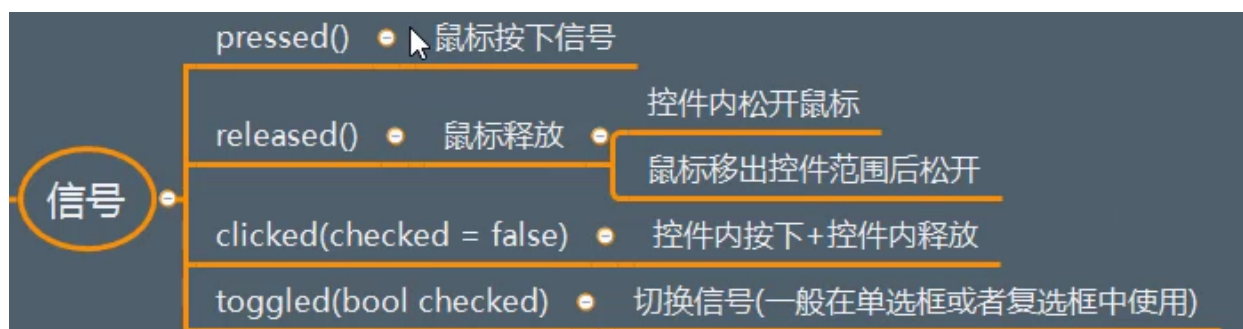 pressed() 鼠标按下信号
控件内松开鼠标
released() 鼠标释放
鼠标移出控件范围后松开
信号
clicked(checked = false) 控件内按下+控件内释放
toggled(bool checked) 切换信号(一般在单选框或者复选框中使用)